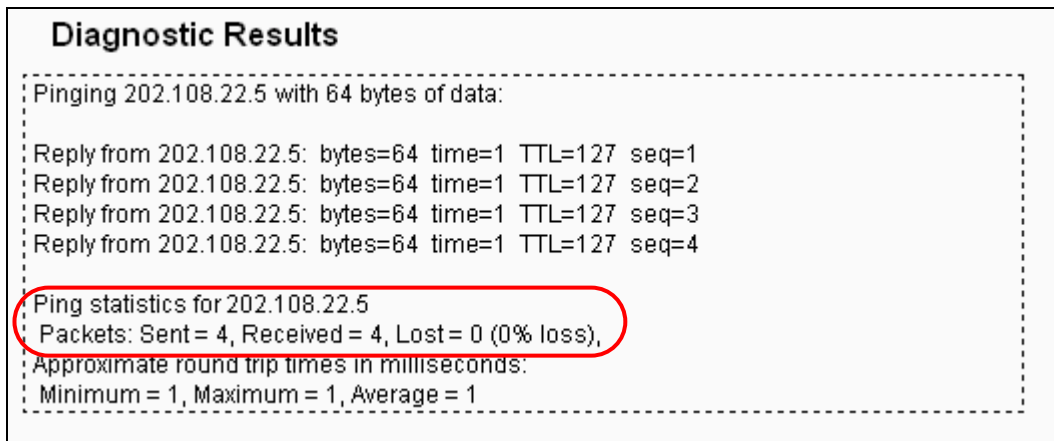 Diagnostic Results
Pinging 202.108.22.5 with 64 bytes of data:
Reply from 202.108.22.5: bytes=64 time=1 TTL=127 seq=1
Reply from 202.108.22.5: bytes=64 time=1 TTL=127 seq=2
Reply from 202.108.22.5: bytes=64 time=1 TTL=127 seq=3
Reply from 202.108.22.5: bytes=64 time=1 TTL=127 seq=4
Ping statistics for 202.108.22.5
Packets: Sent = 4, Received = 4, Lost = 0 (0% loss),
Approximate round trip times in milliseconds:
Minimum = 1, Maximum = 1, Average = 1